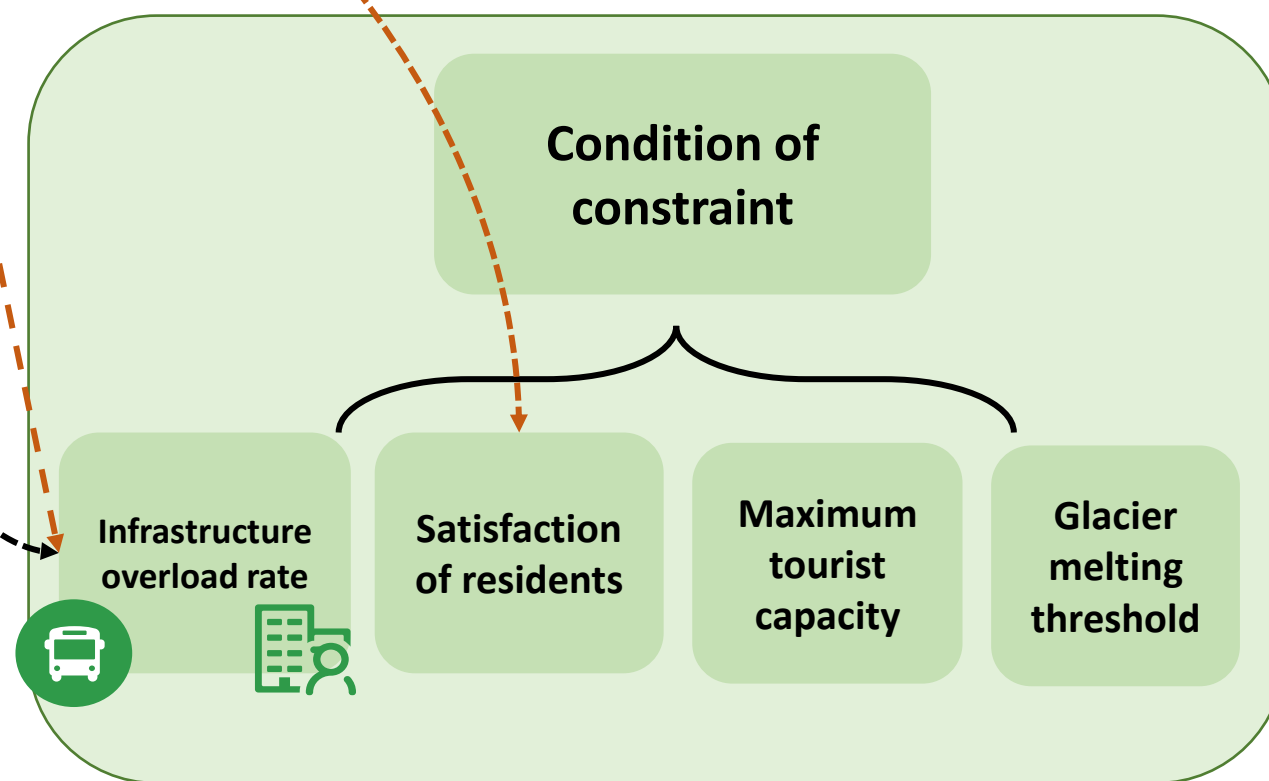 Condition of
constraint
Infrastructure
overload rate
Satisfaction
of residents
Maximum
tourist
capacity
Glacier
melting
threshold